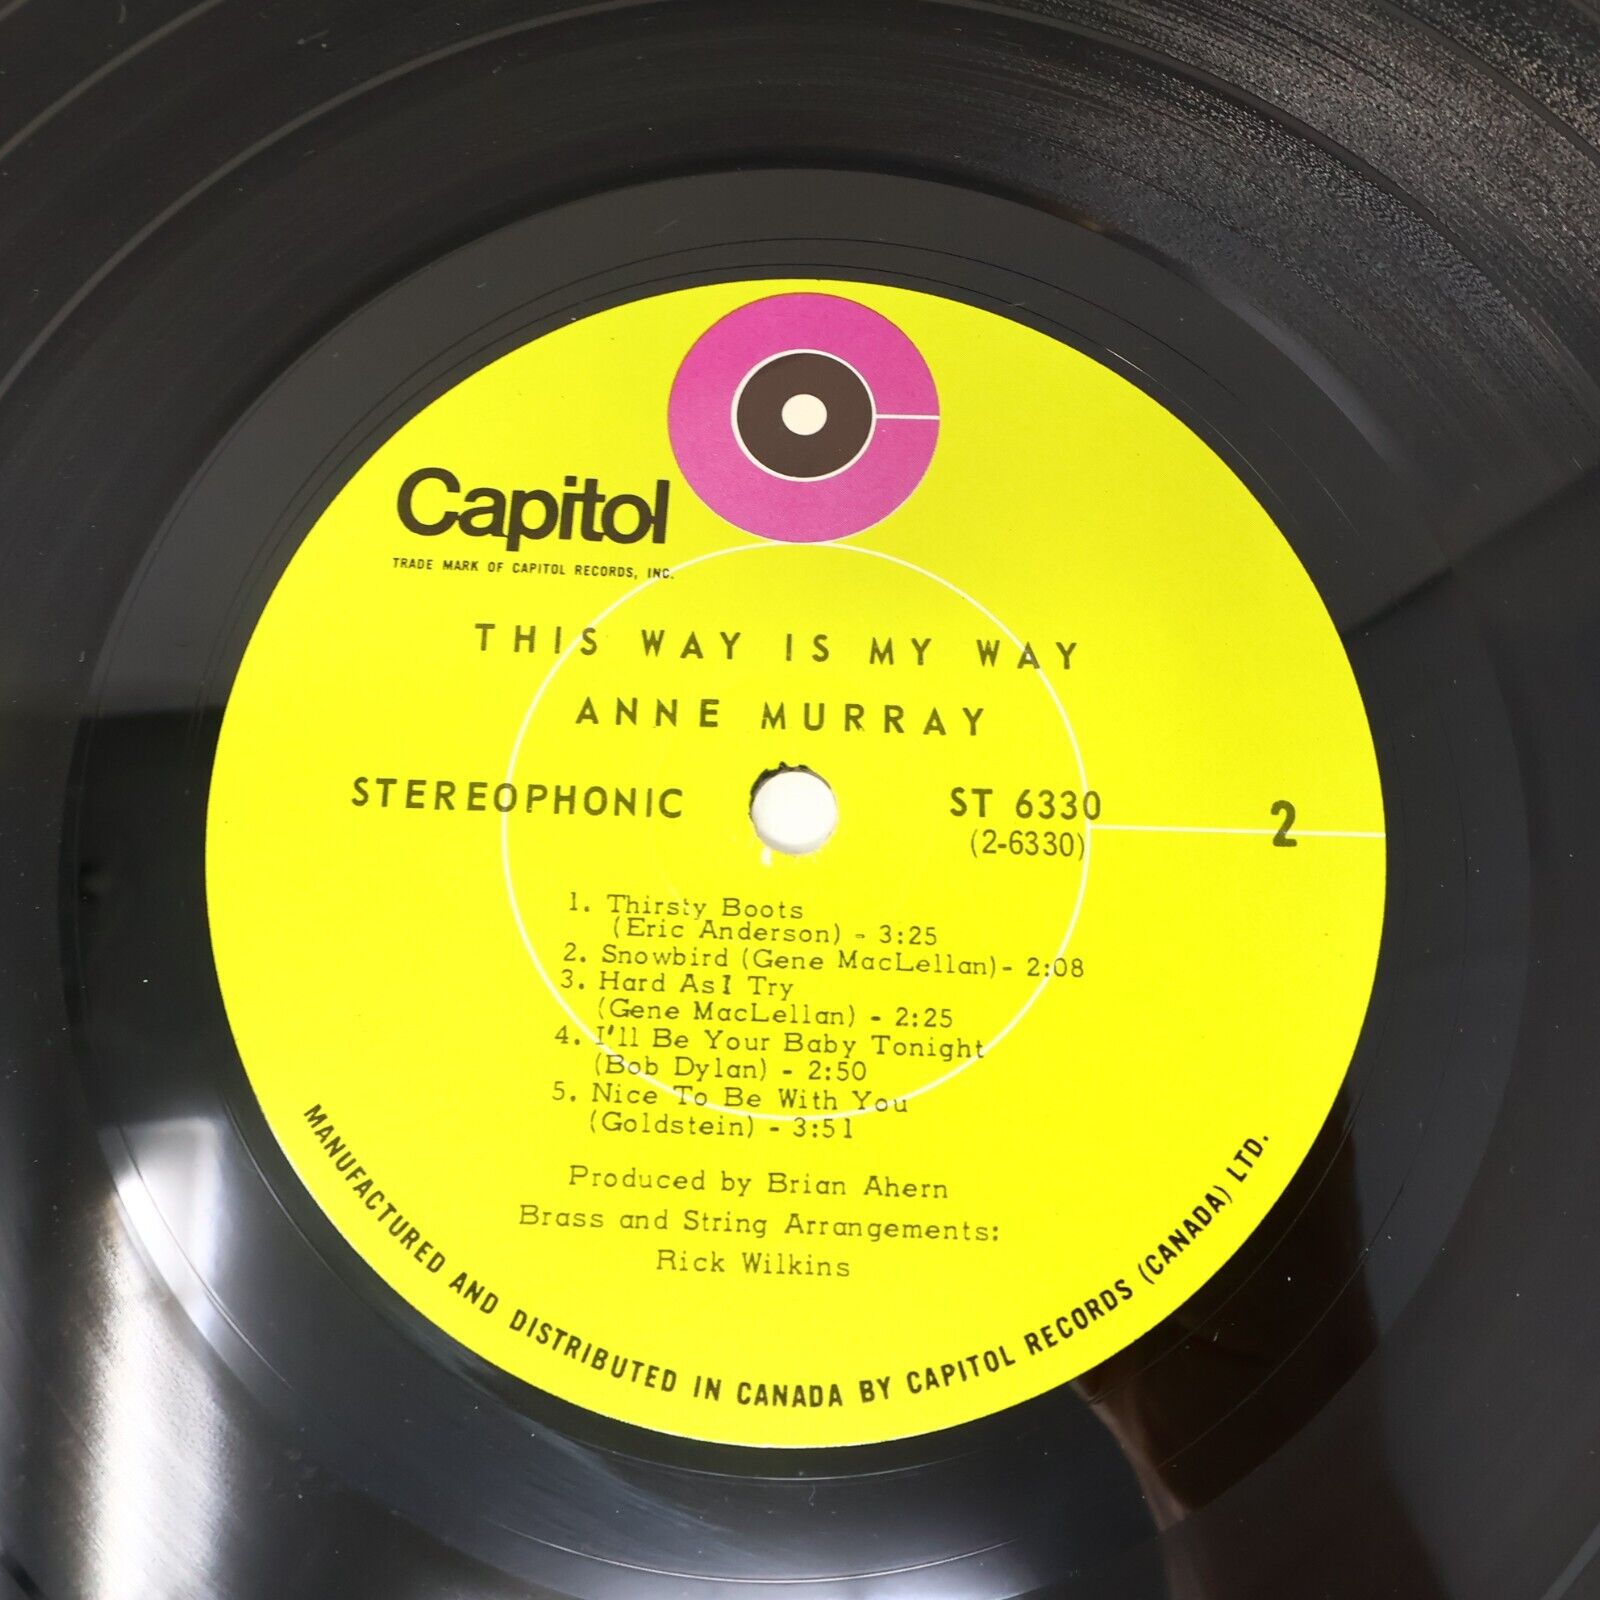 Capitol
TRADE MARK OF CAPITOL RECORDS, INC.
THIS WAY IS MY WAY
ANNE MURRAY
STEREOPHONIC
ST 6330
(2-6330)
2
1. Thirsty Boots
(Eric Anderson) - 3:25
2. Snowbird (Gene MacLellan) - 2:08
3. Hard As I Try
(Gene MacLellan) - 2:25
4. I'll Be Your Baby Tonight
(Bob Dylan) - 2:50
5. Nice To Be With You
(Goldstein) - 3:51
Produced by Brian Ahern
Brass and String Arrangements:
Rick Wilkins
MANUFACTURED AND DISTRIBUTED IN CANADA BY CAPITOL RECORDS (CANADA) LTD.